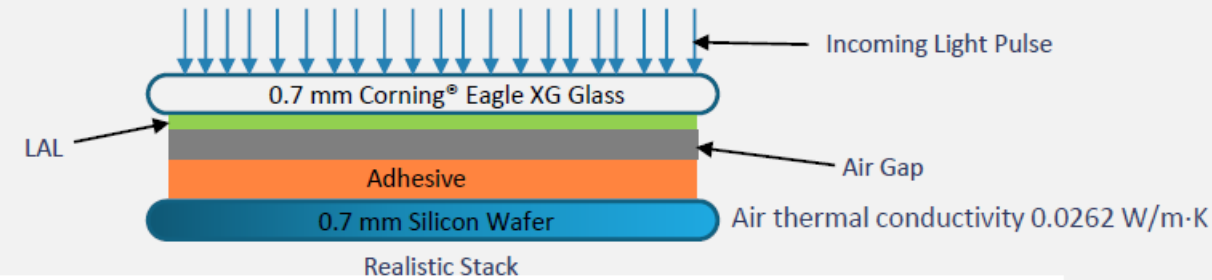 Incoming Light Pulse
0.7 mm Corning® Eagle XG Glass
LAL
Air Gap
Adhesive
0.7 mm Silicon Wafer
Air thermal conductivity 0.0262 W/m·K
Realistic Stack